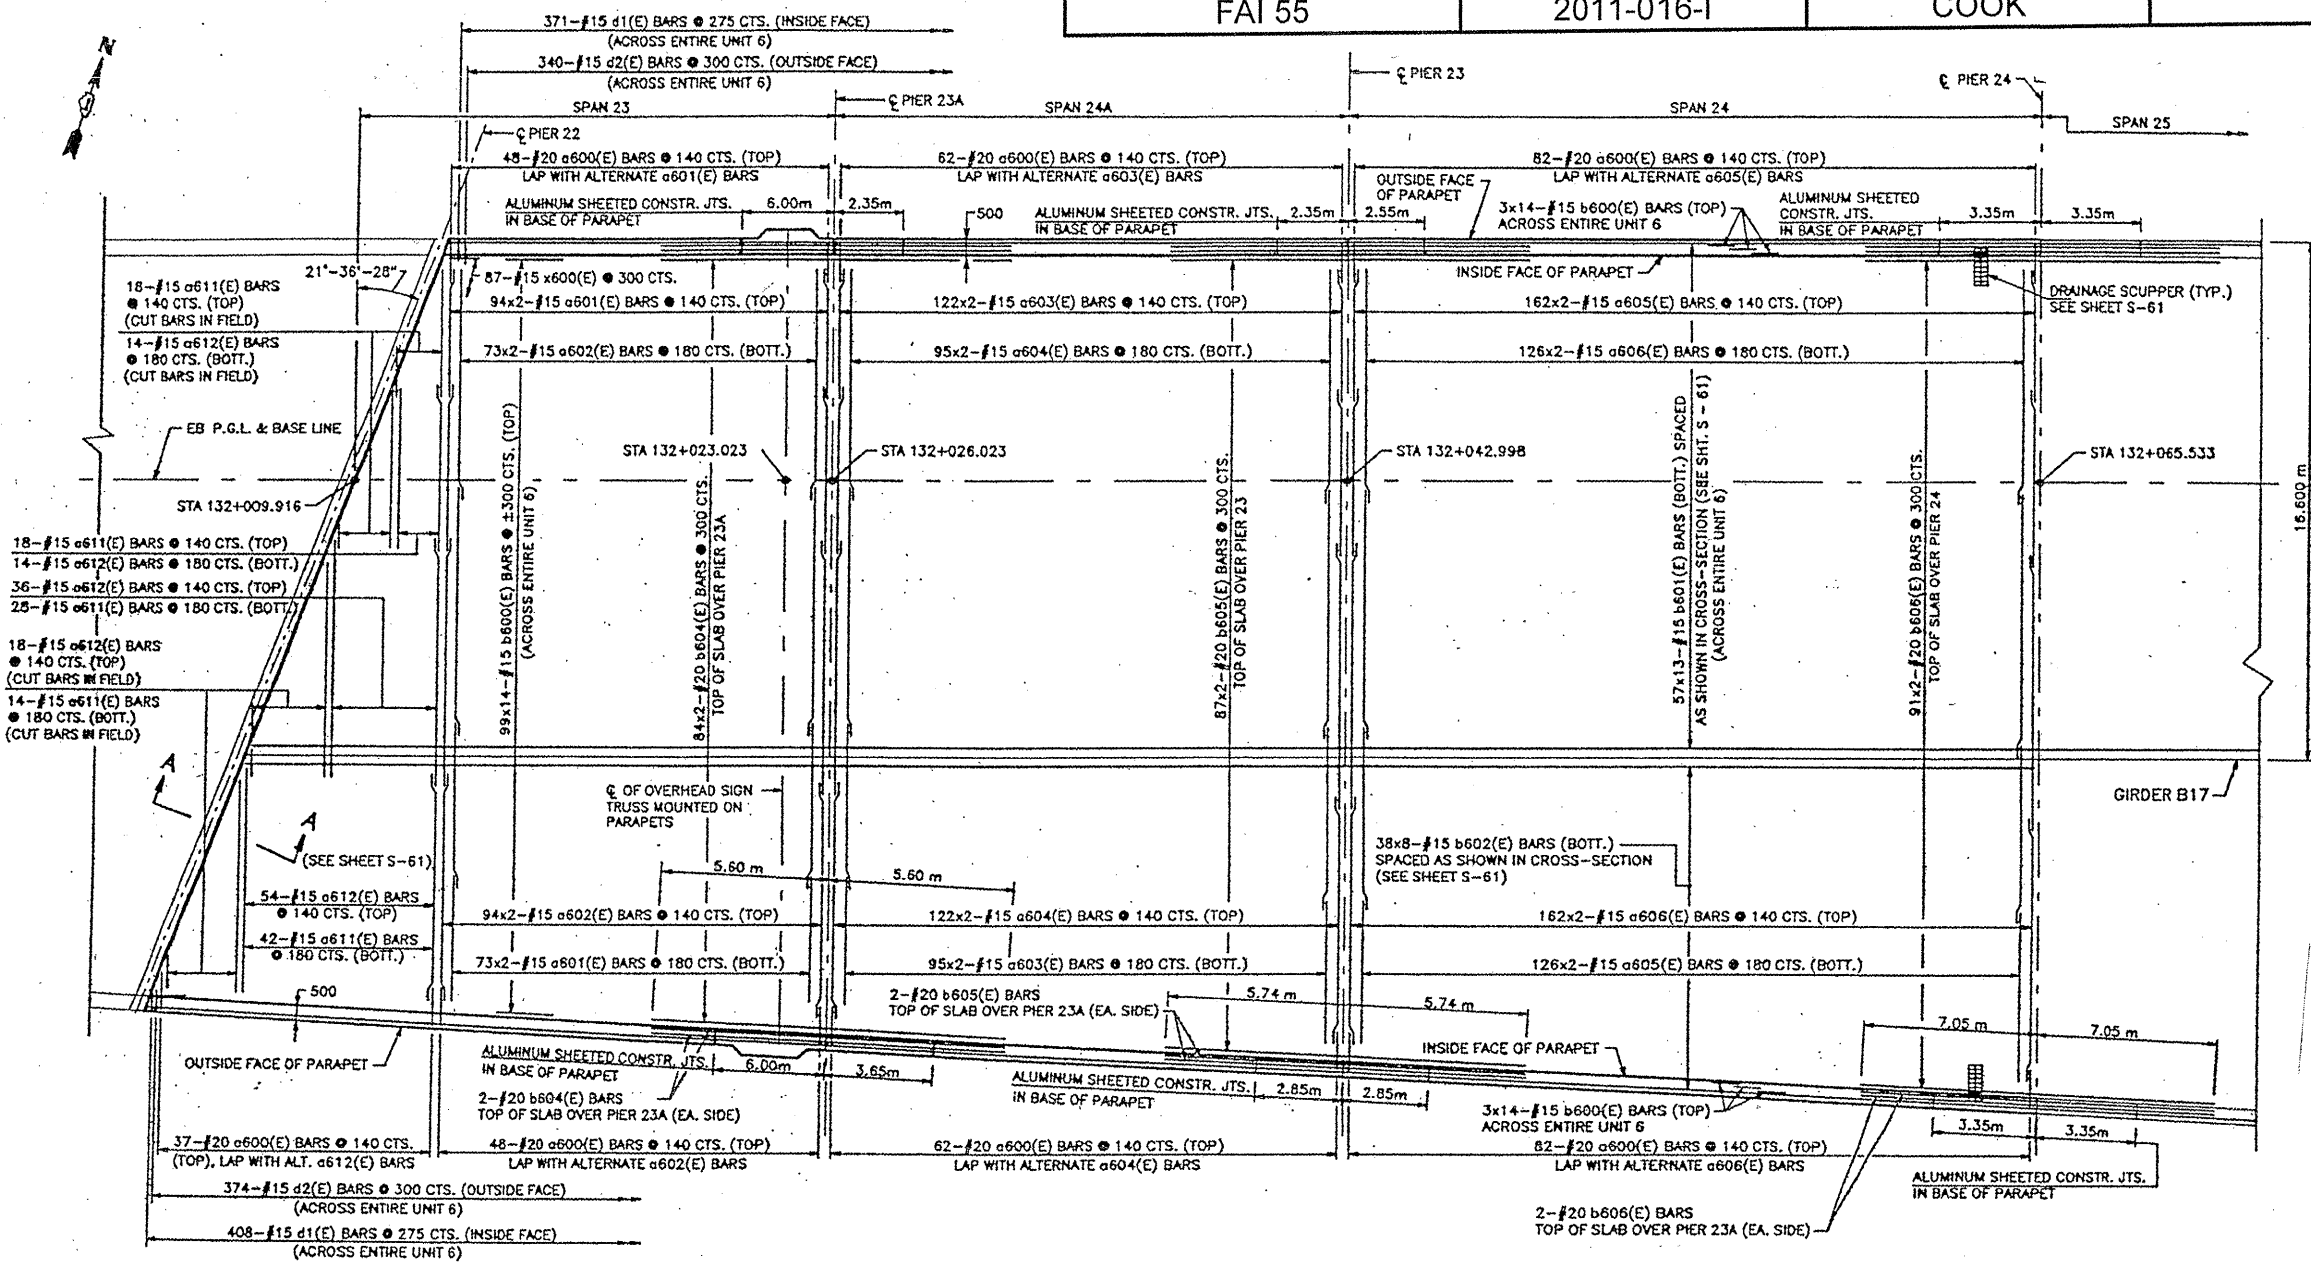 FAI 55
2011-016-I
COOK
371-#15 d1(E) BARS @ 275 CTS. (INSIDE FACE)
(ACROSS ENTIRE UNIT 6)
340-#15 d2(E) BARS @ 300 CTS. (OUTSIDE FACE)
(ACROSS ENTIRE UNIT 6)
N
℄ PIER 23
℄ PIER 24
℄ PIER 23A
SPAN 23
SPAN 24A
SPAN 24
SPAN 25
℄ PIER 22
48-#20 a600(E) BARS @ 140 CTS. (TOP)
LAP WITH ALTERNATE a601(E) BARS
62-#20 a600(E) BARS @ 140 CTS. (TOP)
LAP WITH ALTERNATE a603(E) BARS
82-#20 a600(E) BARS @ 140 CTS. (TOP)
LAP WITH ALTERNATE a605(E) BARS
OUTSIDE FACE
OF PARAPET
ALUMINUM SHEETED CONSTR. JTS.
IN BASE OF PARAPET
6.00m
2.35m
500
ALUMINUM SHEETED CONSTR. JTS.
IN BASE OF PARAPET
2.35m
2.55m
3x14-#15 b600(E) BARS (TOP)
ACROSS ENTIRE UNIT 6
ALUMINUM SHEETED
CONSTR. JTS.
IN BASE OF PARAPET
3.35m
3.35m
21°-36'-28"
87-#15 x600(E) @ 300 CTS.
INSIDE FACE OF PARAPET
DRAINAGE SCUPPER (TYP.)
SEE SHEET S-61
18-#15 a611(E) BARS
@ 140 CTS. (TOP)
(CUT BARS IN FIELD)
14-#15 a612(E) BARS
@ 180 CTS. (BOTT.)
(CUT BARS IN FIELD)
94x2-#15 a601(E) BARS @ 140 CTS. (TOP)
122x2-#15 a603(E) BARS @ 140 CTS. (TOP)
162x2-#15 a605(E) BARS @ 140 CTS. (TOP)
73x2-#15 a602(E) BARS @ 180 CTS. (BOTT.)
95x2-#15 a604(E) BARS @ 180 CTS. (BOTT.)
126x2-#15 a606(E) BARS @ 180 CTS. (BOTT.)
EB P.G.L. & BASE LINE
STA 132+009.916
STA 132+023.023
STA 132+026.023
STA 132+042.998
STA 132+065.533
99x14-#15 b600(E) BARS @ ±300 CTS. (TOP)
(ACROSS ENTIRE UNIT 6)
84x2-#20 b604(E) BARS @ 300 CTS.
TOP OF SLAB OVER PIER 23A
87x2-#20 b605(E) BARS @ 300 CTS.
TOP OF SLAB OVER PIER 23
57x13-#15 b601(E) BARS (BOTT.) SPACED
AS SHOWN IN CROSS-SECTION (SEE SHT. S - 61)
(ACROSS ENTIRE UNIT 6)
91x2-#20 b606(E) BARS @ 300 CTS.
TOP OF SLAB OVER PIER 24
16.600 m
18-#15 a611(E) BARS @ 140 CTS. (TOP)
14-#15 a612(E) BARS @ 180 CTS. (BOTT.)
36-#15 a612(E) BARS @ 140 CTS. (TOP)
28-#15 a611(E) BARS @ 180 CTS. (BOTT.)
18-#15 a612(E) BARS
@ 140 CTS. (TOP)
(CUT BARS IN FIELD)
14-#15 a611(E) BARS
@ 180 CTS. (BOTT.)
(CUT BARS IN FIELD)
A
A
(SEE SHEET S-61)
℄ OF OVERHEAD SIGN
TRUSS MOUNTED ON
PARAPETS
GIRDER B17
38x8-#15 b602(E) BARS (BOTT.)
SPACED AS SHOWN IN CROSS-SECTION
(SEE SHEET S-61)
5.60 m
5.60 m
54-#15 a612(E) BARS
@ 140 CTS. (TOP)
42-#15 a611(E) BARS
@ 180 CTS. (BOTT.)
94x2-#15 a602(E) BARS @ 140 CTS. (TOP)
122x2-#15 a604(E) BARS @ 140 CTS. (TOP)
162x2-#15 a606(E) BARS @ 140 CTS. (TOP)
73x2-#15 a601(E) BARS @ 180 CTS. (BOTT.)
95x2-#15 a603(E) BARS @ 180 CTS. (BOTT.)
126x2-#15 a605(E) BARS @ 180 CTS. (BOTT.)
500
2-#20 b605(E) BARS
TOP OF SLAB OVER PIER 23A (EA. SIDE)
5.74 m
5.74 m
7.05 m
7.05 m
OUTSIDE FACE OF PARAPET
ALUMINUM SHEETED CONSTR. JTS.
IN BASE OF PARAPET
6.00m
3.65m
INSIDE FACE OF PARAPET
ALUMINUM SHEETED CONSTR. JTS.
IN BASE OF PARAPET
2.85m
2.85m
2-#20 b604(E) BARS
TOP OF SLAB OVER PIER 23A (EA. SIDE)
3x14-#15 b600(E) BARS (TOP)
ACROSS ENTIRE UNIT 6
3.35m
3.35m
37-#20 a600(E) BARS @ 140 CTS.
(TOP), LAP WITH ALT. a612(E) BARS
48-#20 a600(E) BARS @ 140 CTS. (TOP)
LAP WITH ALTERNATE a602(E) BARS
62-#20 a600(E) BARS @ 140 CTS. (TOP)
LAP WITH ALTERNATE a604(E) BARS
82-#20 a600(E) BARS @ 140 CTS. (TOP)
LAP WITH ALTERNATE a606(E) BARS
ALUMINUM SHEETED CONSTR. JTS.
IN BASE OF PARAPET
374-#15 d2(E) BARS @ 300 CTS. (OUTSIDE FACE)
(ACROSS ENTIRE UNIT 6)
2-#20 b606(E) BARS
TOP OF SLAB OVER PIER 23A (EA. SIDE)
408-#15 d1(E) BARS @ 275 CTS. (INSIDE FACE)
(ACROSS ENTIRE UNIT 6)